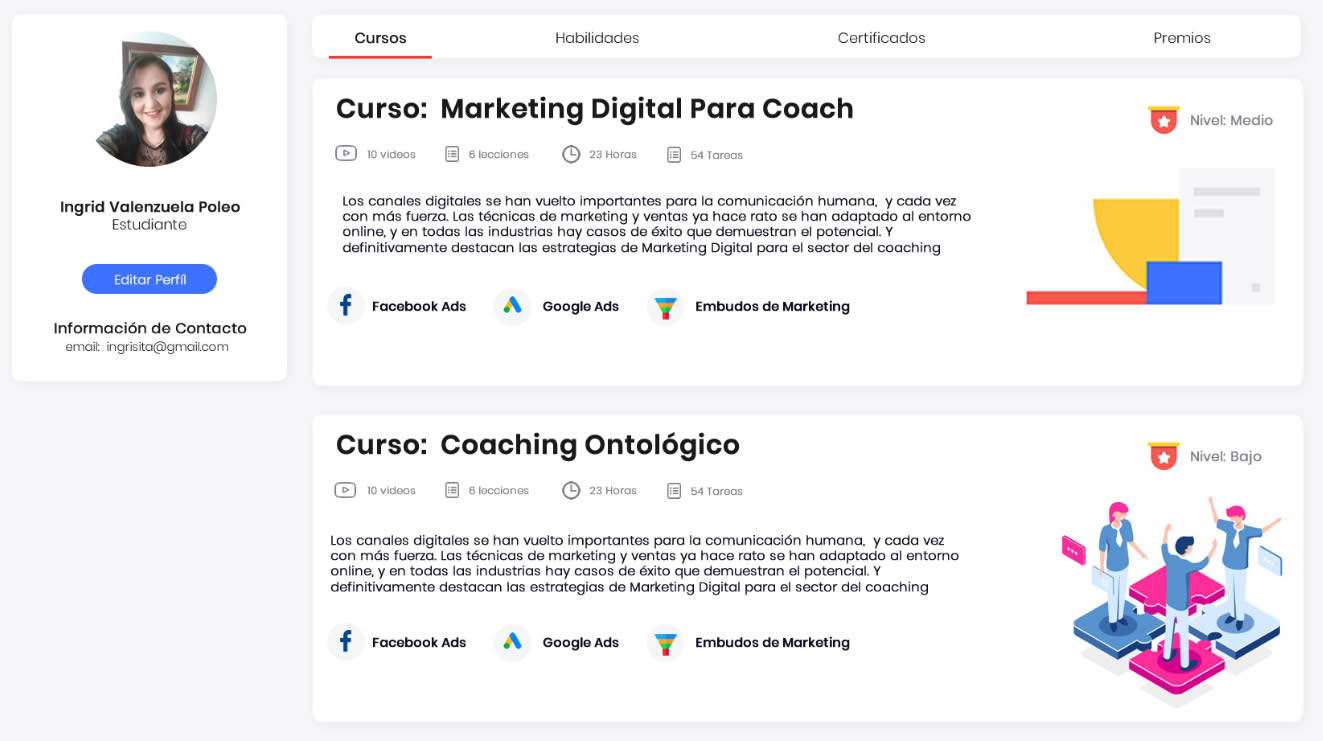 Ingrid Valenzuela Poleo
Estudiante
Editar Perfíl
Información de Contacto
email: ingrisita@gmail.com
Cursos
Habilidades
Certificados
Premios
Curso: Marketing Digital Para Coach
Nivel: Medio
10 videos
6 lecciones
23 Horas
54 Tareas
Los canales digitales se han vuelto importantes para la comunicación humana, y cada vez
con más fuerza. Las técnicas de marketing y ventas ya hace rato se han adaptado al entorno
online, y en todas las industrias hay casos de éxito que demuestran el potencial. Y
definitivamente destacan las estrategias de Marketing Digital para el sector del coaching
Facebook Ads
Google Ads
Embudos de Marketing
Curso: Coaching Ontológico
Nivel: Bajo
10 videos
6 lecciones
23 Horas
54 Tareas
Los canales digitales se han vuelto importantes para la comunicación humana, y cada vez
con más fuerza. Las técnicas de marketing y ventas ya hace rato se han adaptado al entorno
online, y en todas las industrias hay casos de éxito que demuestran el potencial. Y
definitivamente destacan las estrategias de Marketing Digital para el sector del coaching
Facebook Ads
Google Ads
Embudos de Marketing